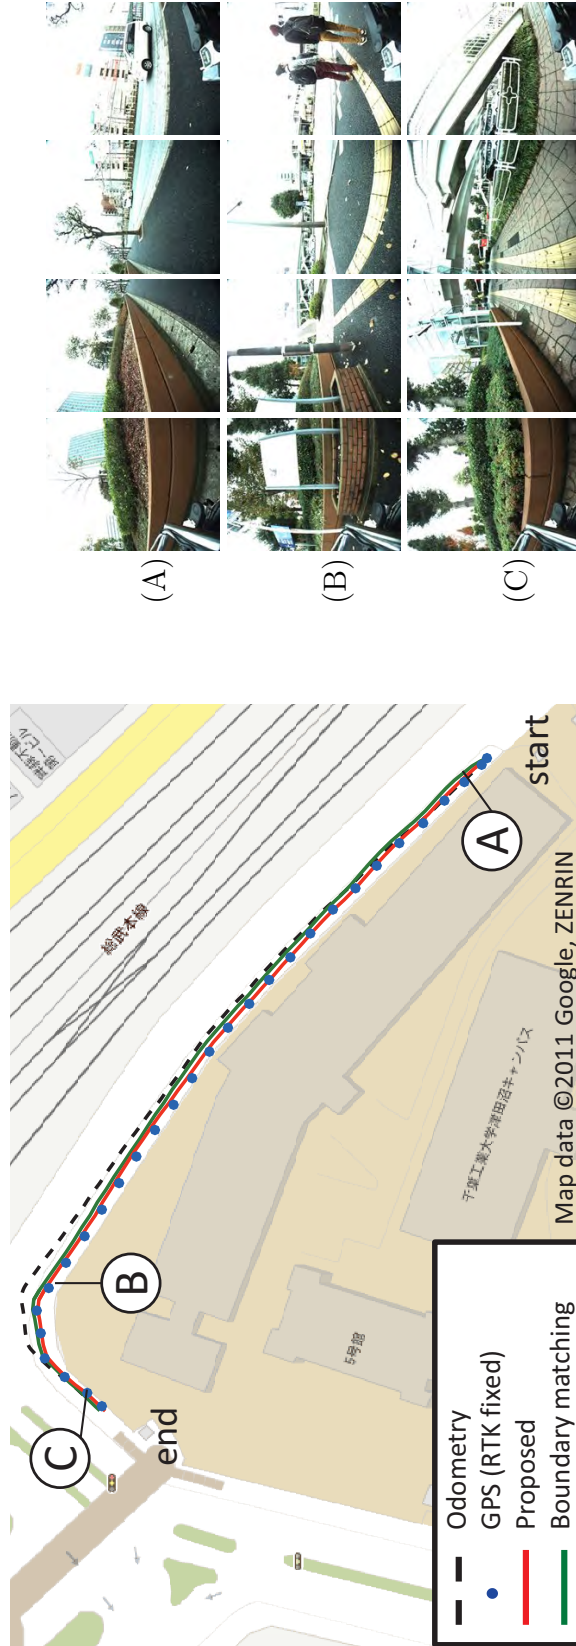 総武本線
A
B
C
start
end
千葉工業大学津田沼キャンパス
5号館
Odometry
GPS (RTK fixed)
Proposed
Boundary matching
Map data ©2011 Google, ZENRIN
(A)
(B)
(C)